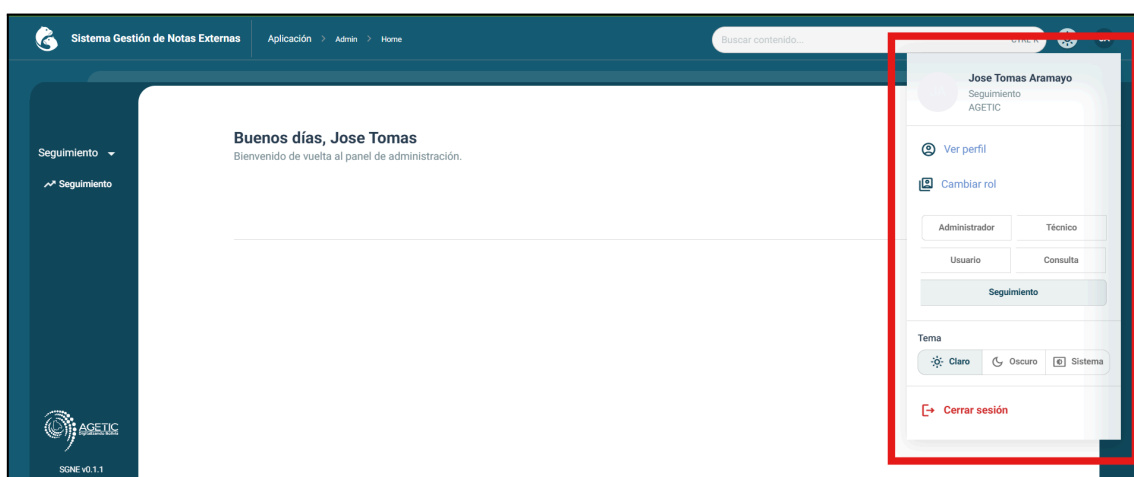 Sistema Gestión de Notas Externas
Aplicación > Admin > Home
Buscar contenido...
Jose Tomas Aramayo
Seguimiento
AGETIC
Buenos días, Jose Tomas
Bienvenido de vuelta al panel de administración.
Seguimiento
Seguimiento
Ver perfil
Cambiar rol
Administrador Técnico
Usuario Consulta
Seguimiento
Tema
Claro Oscuro Sistema
Cerrar sesión
AGETIC
SGNE v0.1.1